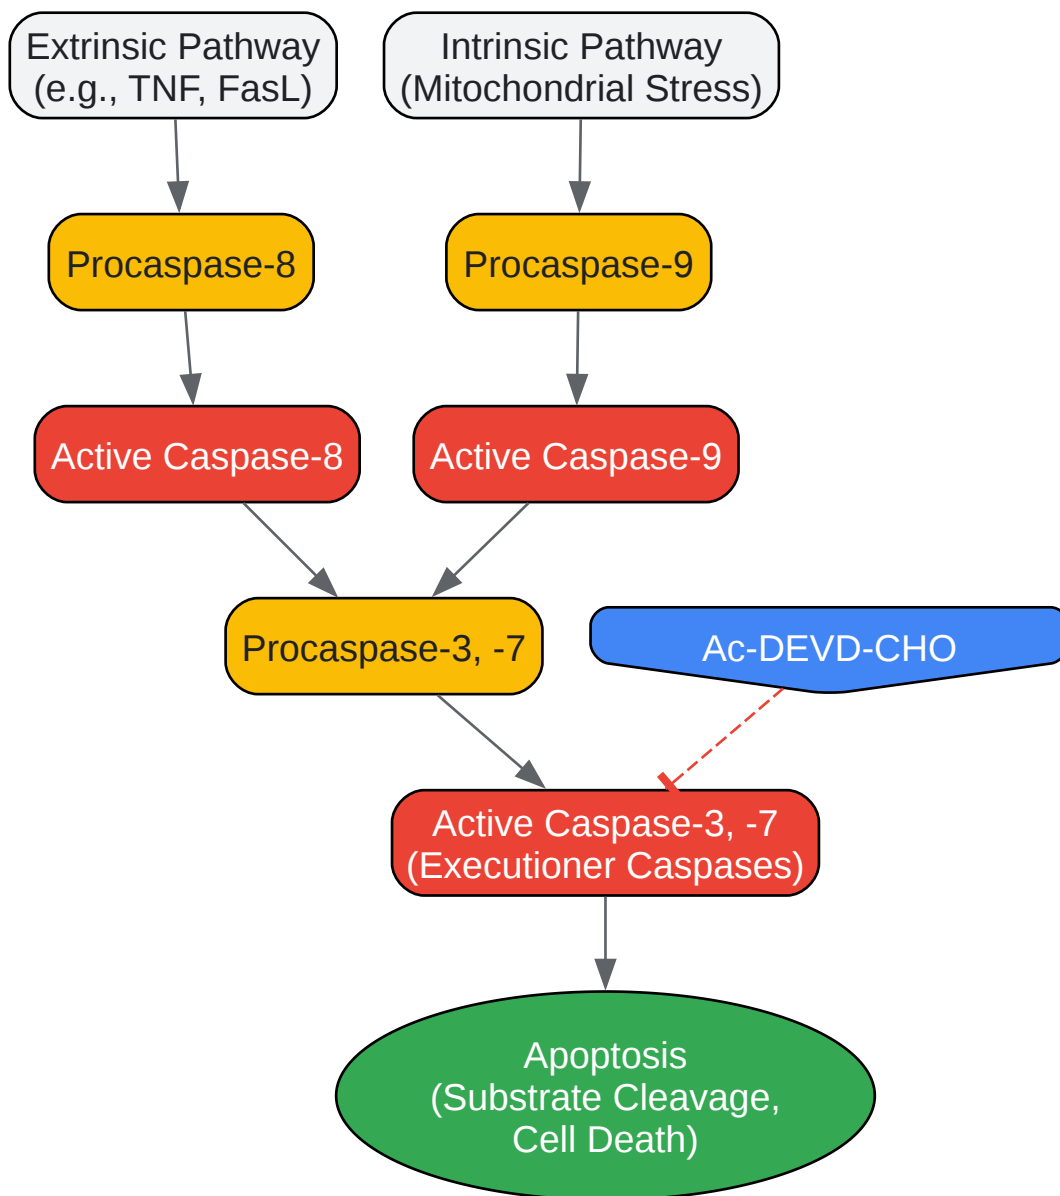 Extrinsic Pathway
(e.g., TNF, FasL)
Intrinsic Pathway
(Mitochondrial Stress)
Procaspase-8
Procaspase-9
Active Caspase-8
Active Caspase-9
Procaspase-3, -7
Ac-DEVD-CHO
Active Caspase-3, -7
(Executioner Caspases)
Apoptosis
(Substrate Cleavage,
Cell Death)